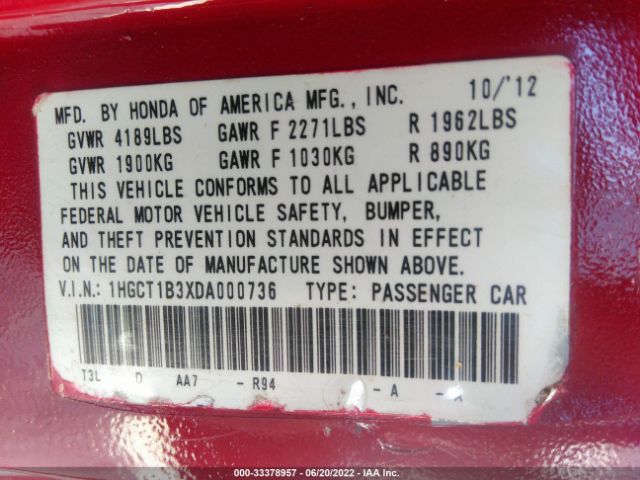 MFD. BY HONDA OF AMERICA MFG., INC. 10/'12
GVWR 4189LBS GAWR F 2271LBS R 1962LBS
GVWR 1900KG GAWR F 1030KG R 890KG
THIS VEHICLE CONFORMS TO ALL APPLICABLE
FEDERAL MOTOR VEHICLE SAFETY, BUMPER,
AND THEFT PREVENTION STANDARDS IN EFFECT
ON THE DATE OF MANUFACTURE SHOWN ABOVE.
V.I.N.: 1HGCT1B3XDA000736 TYPE: PASSENGER CAR
T3L AA7 - R94 - A -
000-33378957 - 06/20/2022 - IAA Inc.